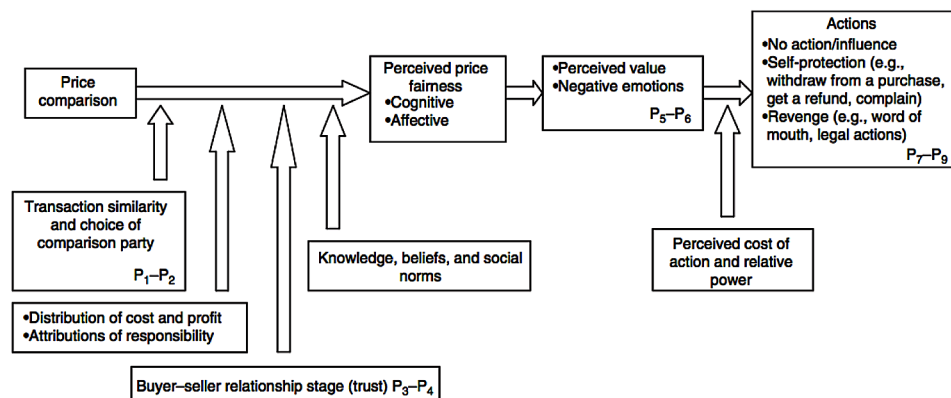 Price
comparison
Perceived price
fairness
•Cognitive
•Affective
•Perceived value
•Negative emotions
P5–P6
Actions
•No action/influence
•Self-protection (e.g.,
withdraw from a purchase,
get a refund, complain)
•Revenge (e.g., word of
mouth, legal actions)
P7–P9
Transaction similarity
and choice of
comparison party
P1–P2
•Distribution of cost and profit
•Attributions of responsibility
Buyer–seller relationship stage (trust) P3–P4
Knowledge, beliefs, and social
norms
Perceived cost of
action and relative
power